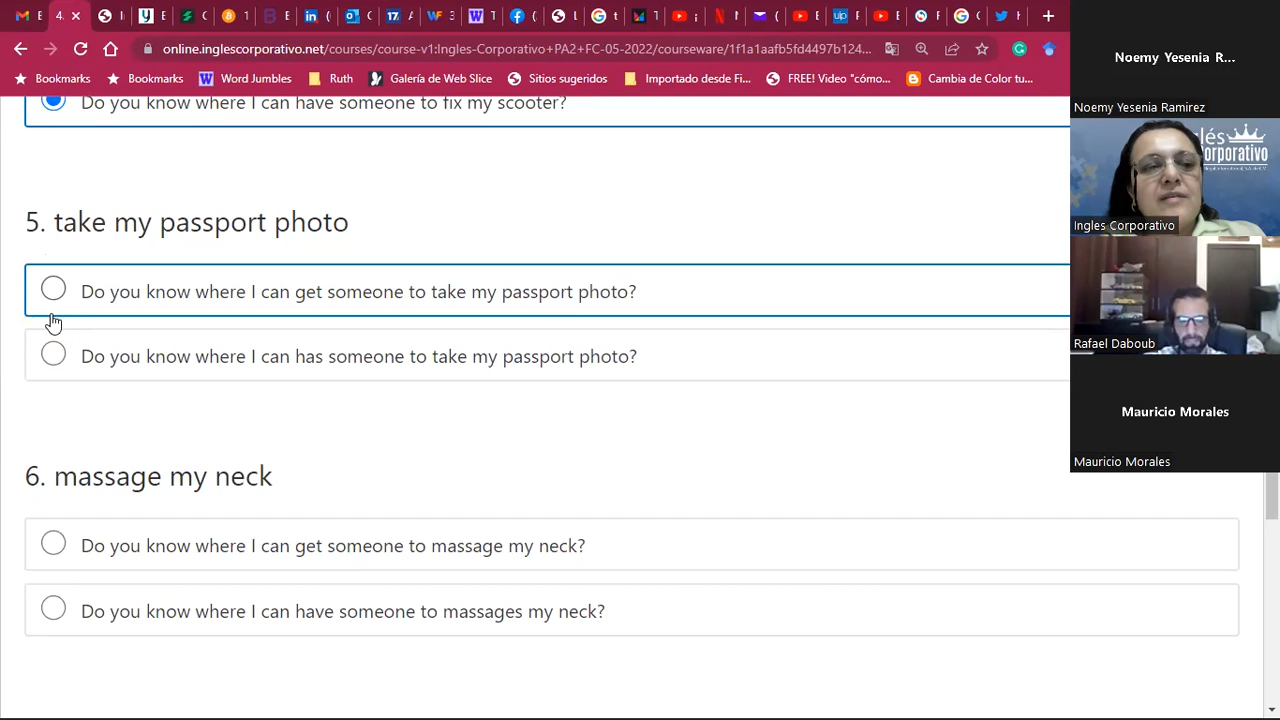 4.
I
C
T
B
E
(
C
17
A
3
T
(
L
t
T
(
E
N
(
E
E
F
C
H
online.inglescorporativo.net/courses/course-v1:Ingles-Corporativo+PA2+FC-05-2022/courseware/1f1a1aafb5fd4497b124...
Bookmarks
Bookmarks
Word Jumbles
Ruth
Galería de Web Slice
Sitios sugeridos
Importado desde Fi...
FREE! Video "cómo...
Cambia de Color tu...
Do you know where I can have someone to fix my scooter?
5. take my passport photo
Do you know where I can get someone to take my passport photo?
Do you know where I can has someone to take my passport photo?
6. massage my neck
Do you know where I can get someone to massage my neck?
Do you know where I can have someone to massages my neck?
Noemy Yesenia R...
Noemy Yesenia Ramirez
glés
orporativo
Ingles Corporativo
Rafael Daboub
Mauricio Morales
Mauricio Morales